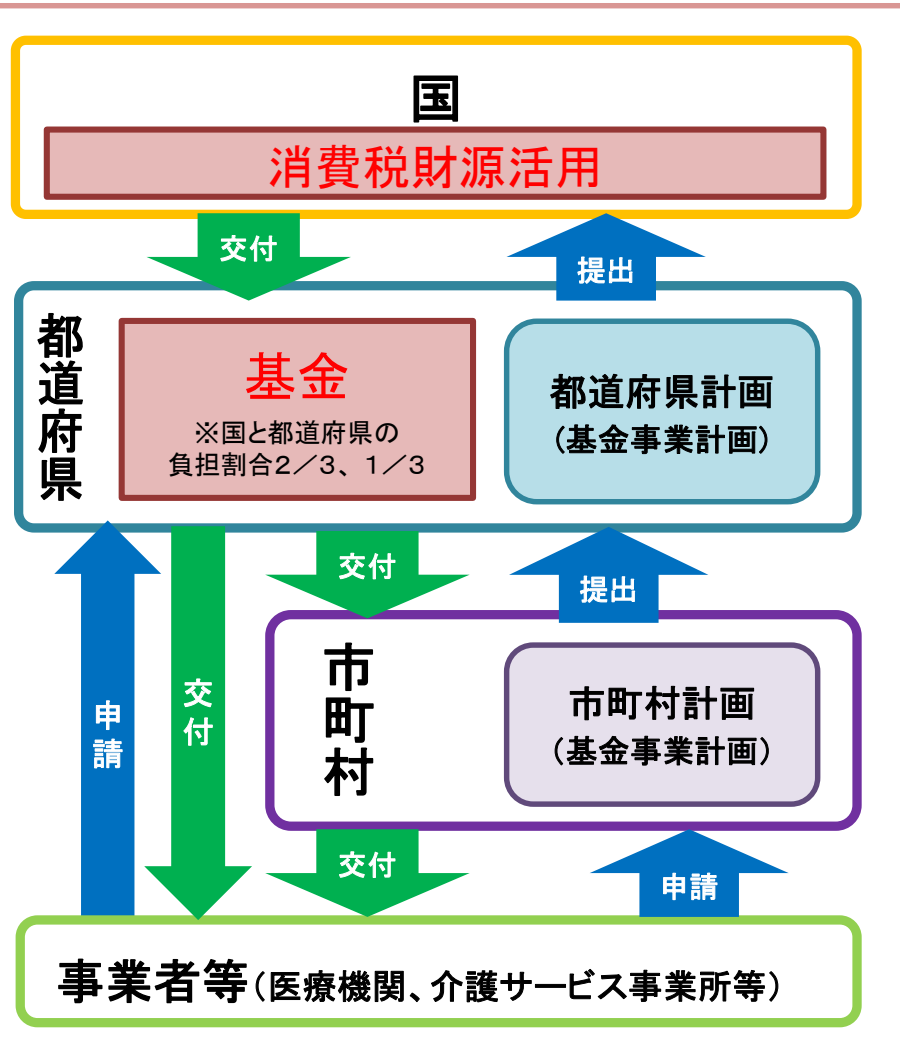 国
消費税財源活用
交付
提出
都道府県
基金
※国と都道府県の
負担割合２／３、１／３
都道府県計画
（基金事業計画）
交付
提出
申請
交付
市町村
市町村計画
（基金事業計画）
交付
申請
事業者等（医療機関、介護サービス事業所等）